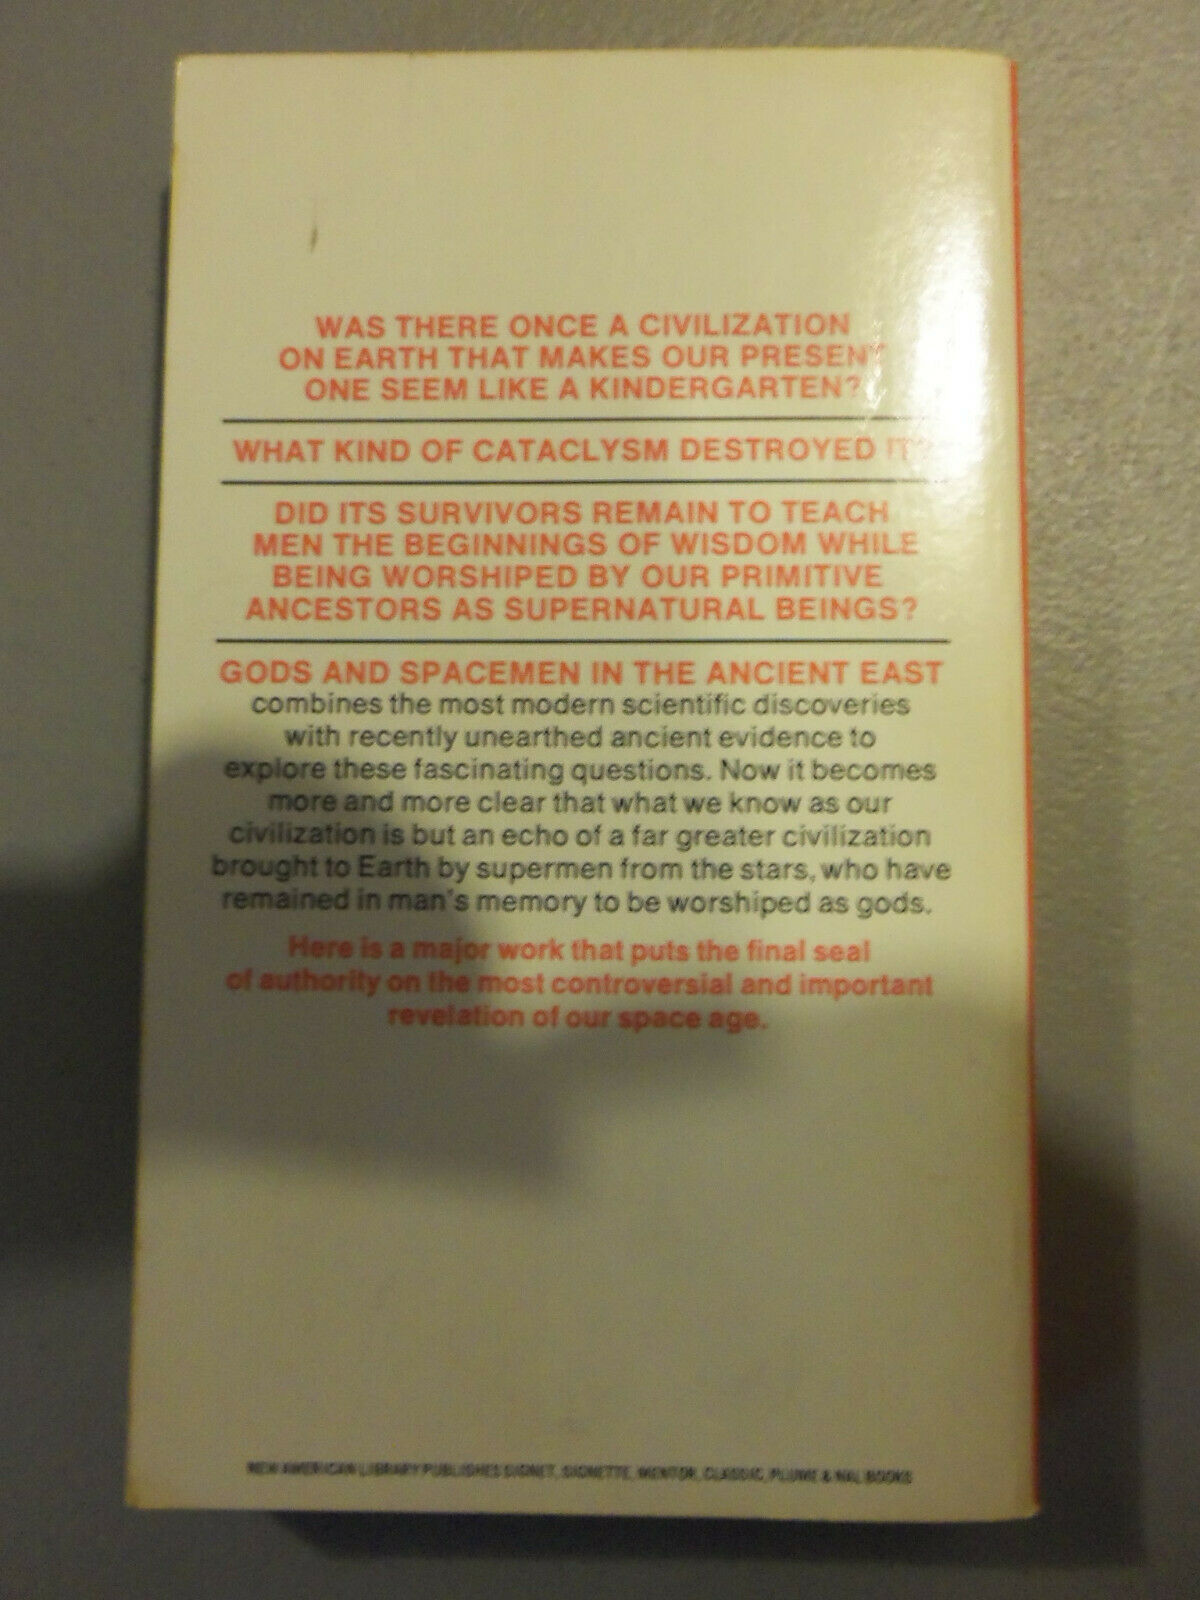 WAS THERE ONCE A CIVILIZATION
ON EARTH THAT MAKES OUR PRESENT
ONE SEEM LIKE A KINDERGARTEN?
WHAT KIND OF CATACLYSM DESTROYED IT?
DID ITS SURVIVORS REMAIN TO TEACH
MEN THE BEGINNINGS OF WISDOM WHILE
BEING WORSHIPED BY OUR PRIMITIVE
ANCESTORS AS SUPERNATURAL BEINGS?
GODS AND SPACEMEN IN THE ANCIENT EAST
combines the most modern scientific discoveries
with recently unearthed ancient evidence to
explore these fascinating questions. Now it becomes
more and more clear that what we know as our
civilization is but an echo of a far greater civilization
brought to Earth by supermen from the stars, who have
remained in man's memory to be worshiped as gods.
Here is a major work that puts the final seal
of authority on the most controversial and important
revelation of our space age.
NEW AMERICAN LIBRARY PUBLISHES SIGNET, SIGNETTE, MENTOR, CLASSIC, PLUME & NAL BOOKS